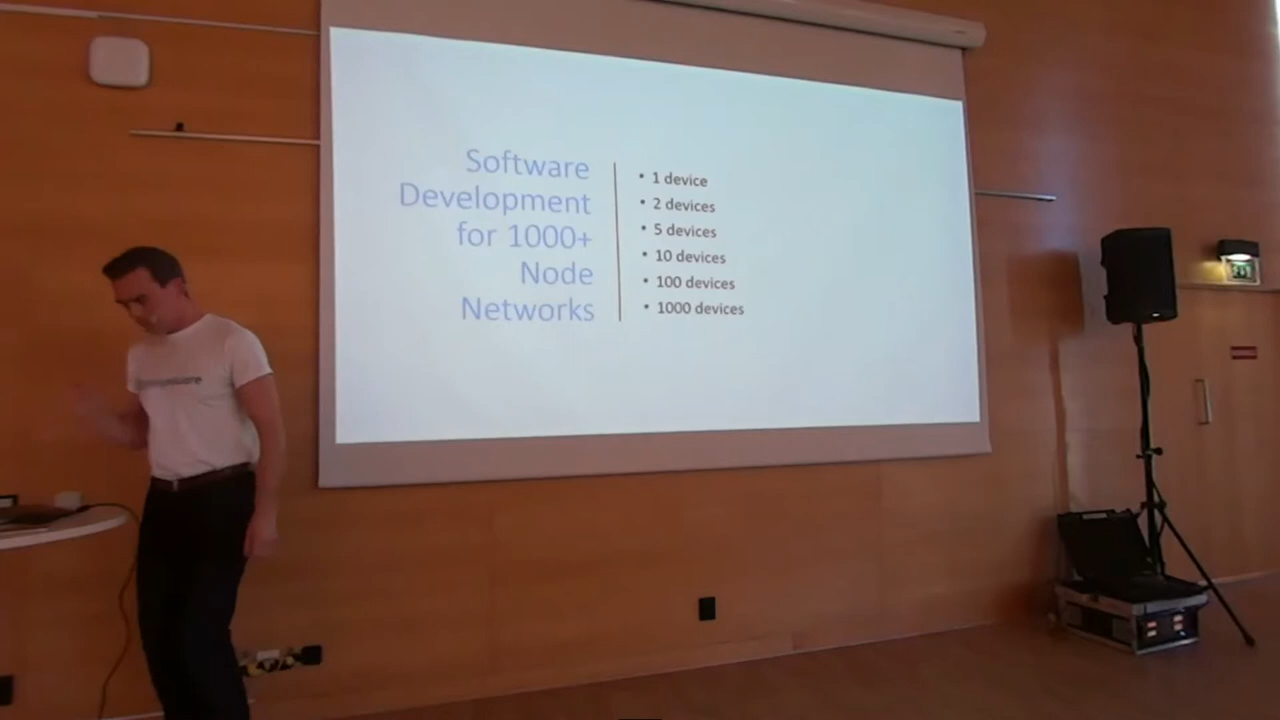 Software
Development
for 1000+
Node
Networks
• 1 device
• 2 devices
• 5 devices
• 10 devices
• 100 devices
• 1000 devices